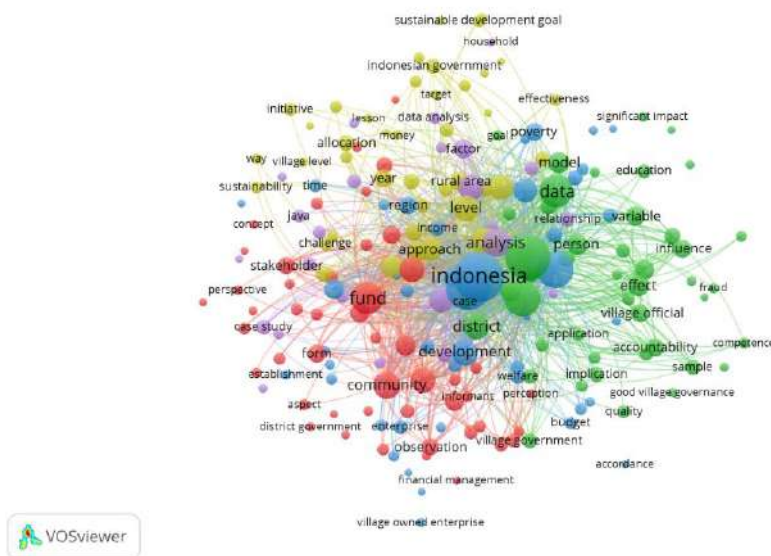 sustainable development goal
household
indonesian government
target
effectiveness
initiative
lesson
data analysis
significant impact
money
goal
poverty
allocation
factor
way
village level
model
education
year
rural area
sustainability
time
data
region
level
relationship
java
variable
concept
income
challenge
approach
analysis
person
influence
stakeholder
indonesia
effect
fraud
perspective
fund
case
village official
case study
district
application
competence
form
development
accountability
sample
establishment
community
welfare
implication
informant
perception
good village governance
aspect
quality
district government
enterprise
budget
observation
village government
accordance
financial management
village owned enterprise
VOSviewer